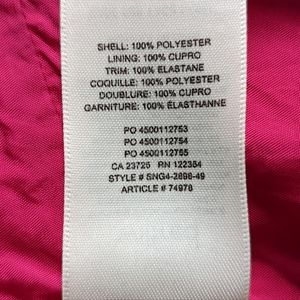 SHELL: 100% POLYESTER
LINING: 100% CUPRO
TRIM: 100% ELASTANE
COQUILLE: 100% POLYESTER
DOUBLURE: 100% CUPRO
GARNITURE: 100% ÉLASTHANNE
PO 4500112753
PO 4500112754
PO 4500112755
CA 23725 RN 122354
STYLE # SNG4-2898-49
ARTICLE # 74978